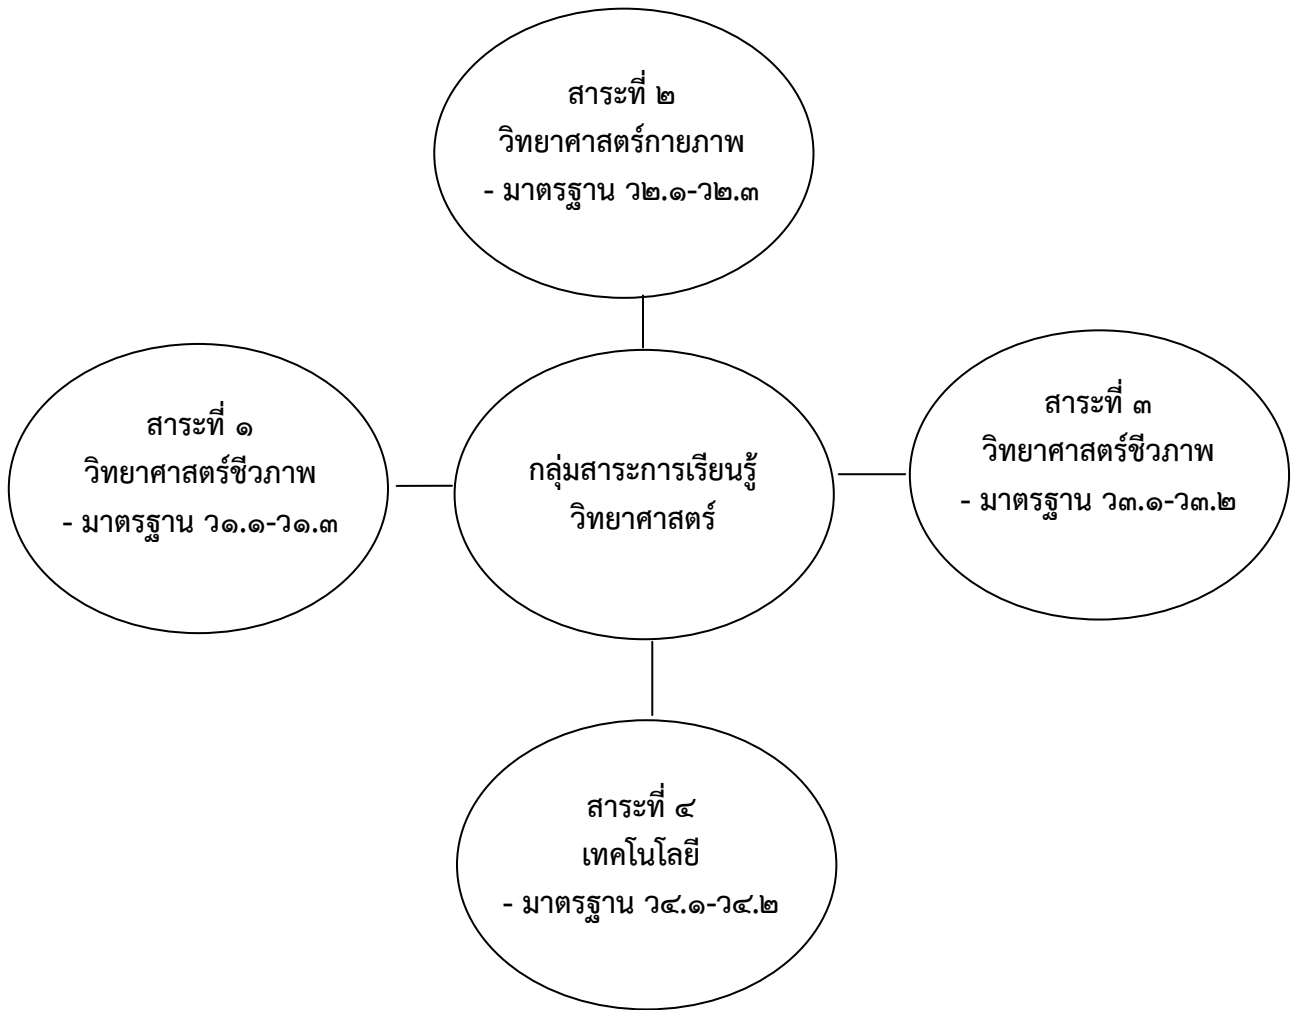 สาระที่ ๒
วิทยาศาสตร์กายภาพ
- มาตรฐาน ว๒.๑-ว๒.๓
สาระที่ ๑
วิทยาศาสตร์ชีวภาพ
- มาตรฐาน ว๑.๑-ว๑.๓
กลุ่มสาระการเรียนรู้
วิทยาศาสตร์
สาระที่ ๓
วิทยาศาสตร์ชีวภาพ
- มาตรฐาน ว๓.๑-ว๓.๒
สาระที่ ๔
เทคโนโลยี
- มาตรฐาน ว๔.๑-ว๔.๒